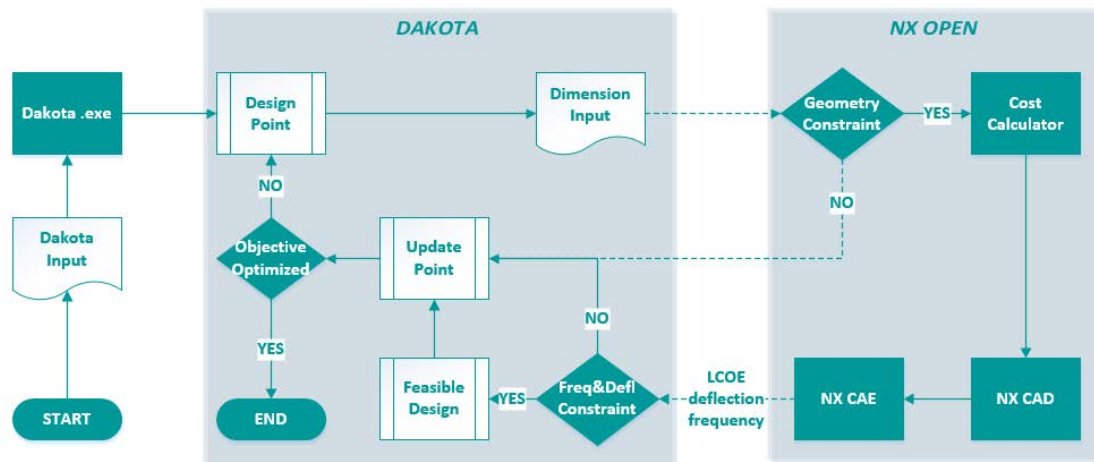 DAKOTA
NX OPEN
Dakota .exe
Design
Point
Dimension
Input
Geometry
Constraint
YES
Cost
Calculator
NO
NO
Dakota
Input
Objective
Optimized
Update
Point
YES
NO
START
END
Feasible
Design
YES
Freq&Defl
Constraint
LCOE
deflection
frequency
NX CAE
NX CAD